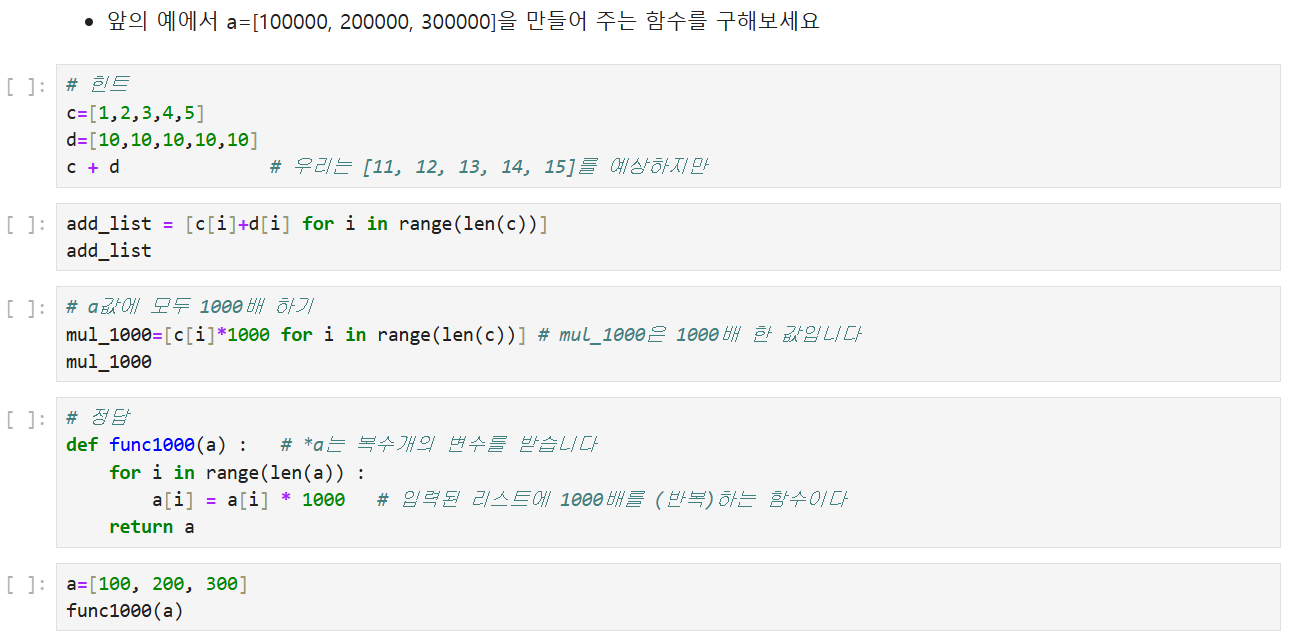 • 앞의 예에서 a=[100000, 200000, 300000]을 만들어 주는 함수를 구해보세요
[ ]: # 힌트
c=[1,2,3,4,5]
d=[10,10,10,10,10]
c + d # 우리는 [11, 12, 13, 14, 15]를 예상하지만
[ ]: add_list = [c[i]+d[i] for i in range(len(c))]
add_list
[ ]: # a값에 모두 1000배 하기
mul_1000=[c[i]*1000 for i in range(len(c))] # mul_1000은 1000배 한 값입니다
mul_1000
[ ]: # 정답
def func1000(a) : # *a는 복수개의 변수를 받습니다
    for i in range(len(a)) :
        a[i] = a[i] * 1000 # 입력된 리스트에 1000배를 (반복)하는 함수이다
    return a
[ ]: a=[100, 200, 300]
func1000(a)